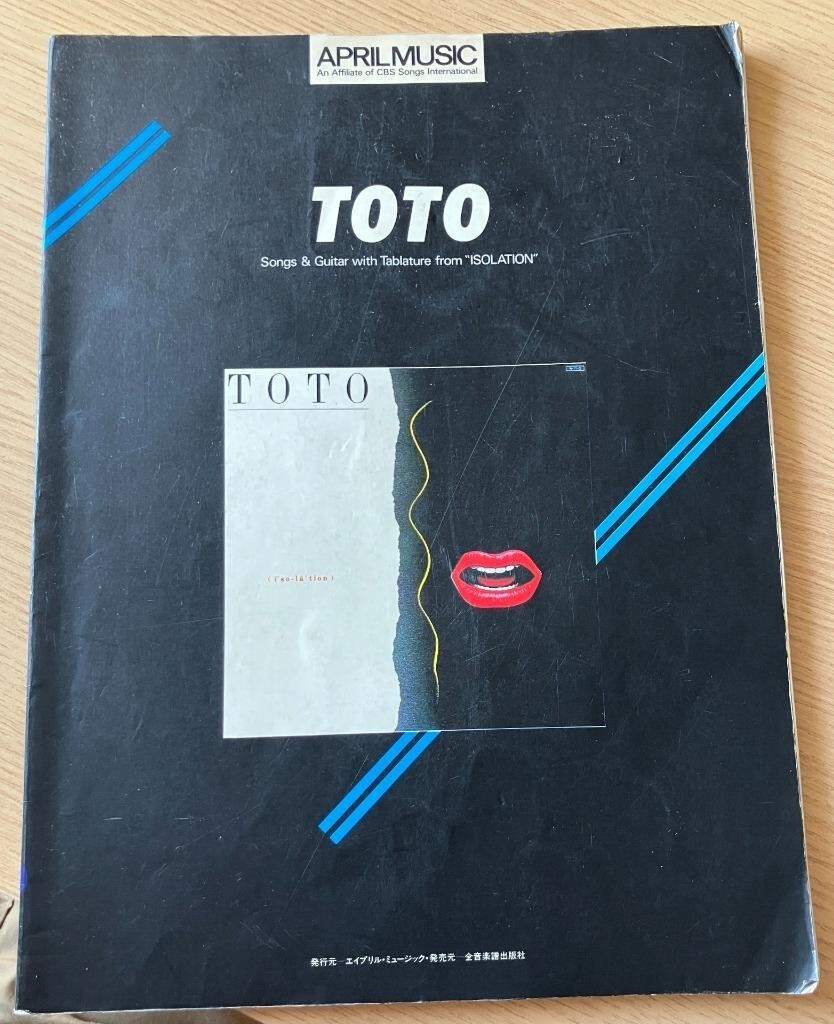 APRIL MUSIC
An Affiliate of CBS Songs International
TOTO
Songs & Guitar with Tablature from "ISOLATION"
TOTO
(i'so·lā'tion)
発行元―エイプリル・ミュージック・発売元―全音楽譜出版社